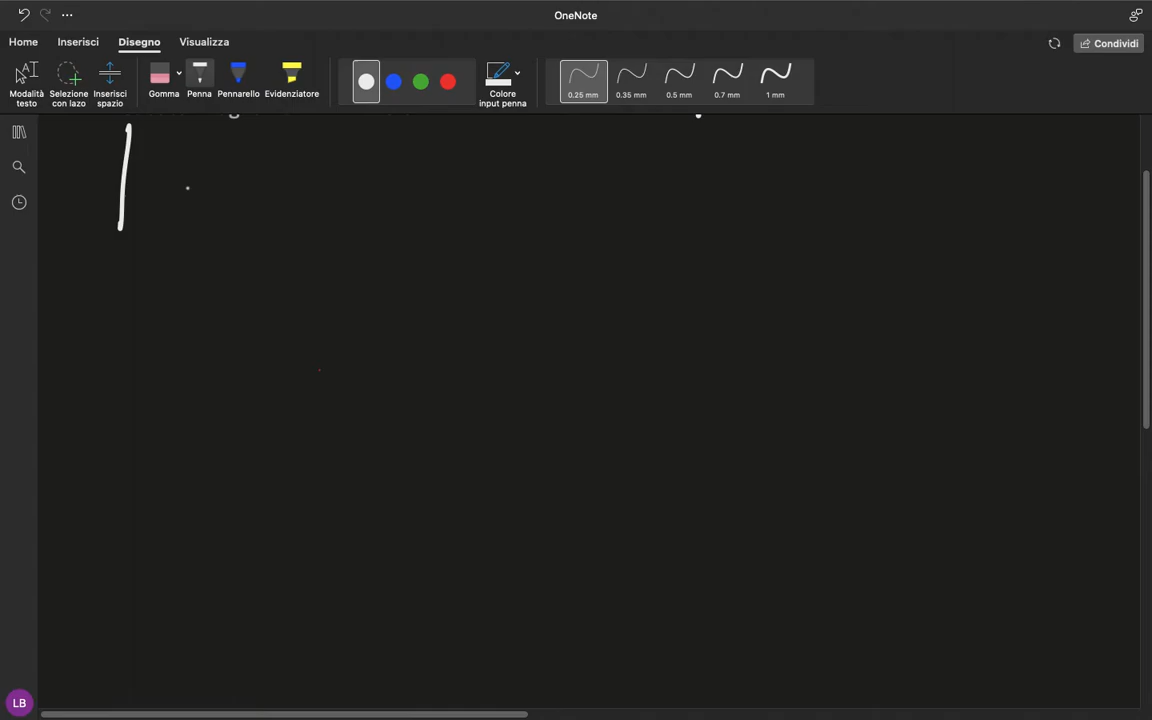 OneNote
Home Inserisci Disegno Visualizza
Condividi
Modalità testo
Selezione con lazo
Inserisci spazio
Gomma
Penna
Pennarello
Evidenziatore
Colore input penna
0.25 mm
0.35 mm
0.5 mm
0.7 mm
1 mm
LB